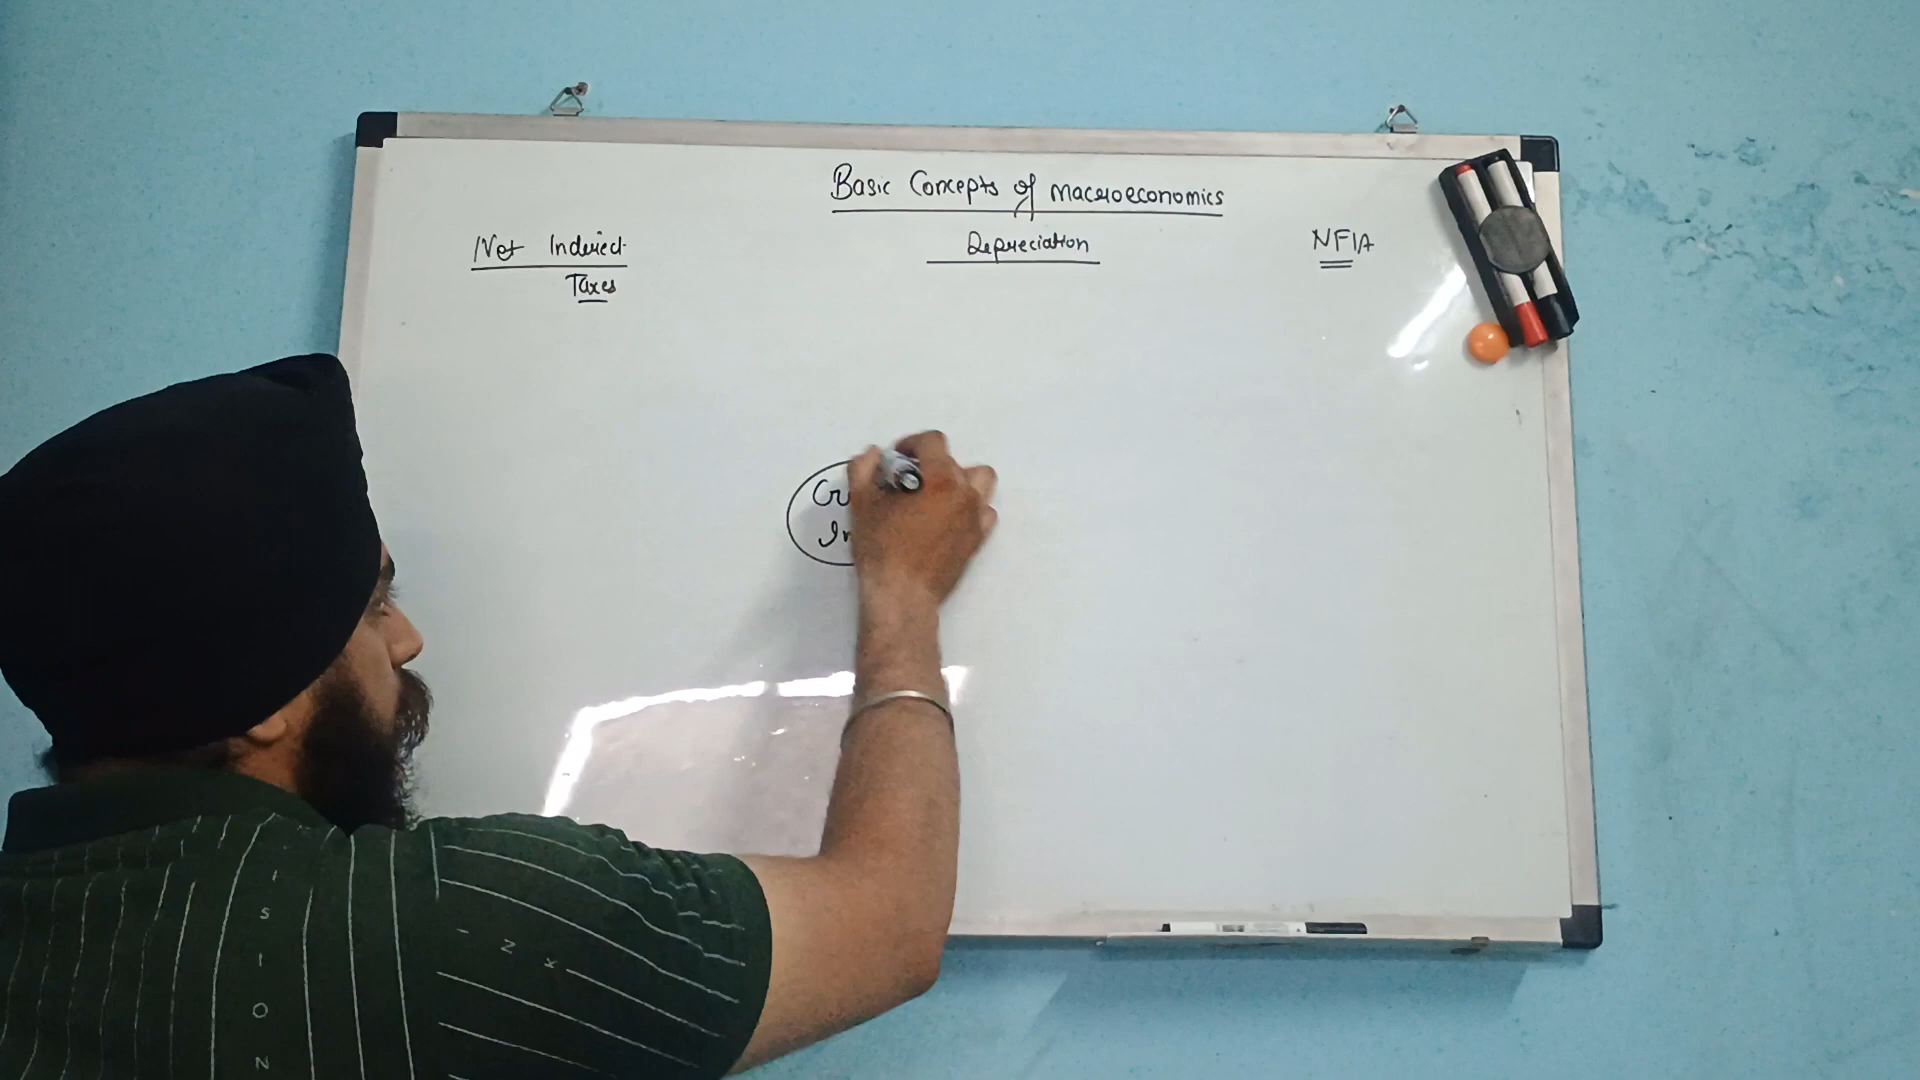 Basic Concepts of Macroeconomics
Net Indirect
Taxes
Depreciation
NFIA
S
I
O
N